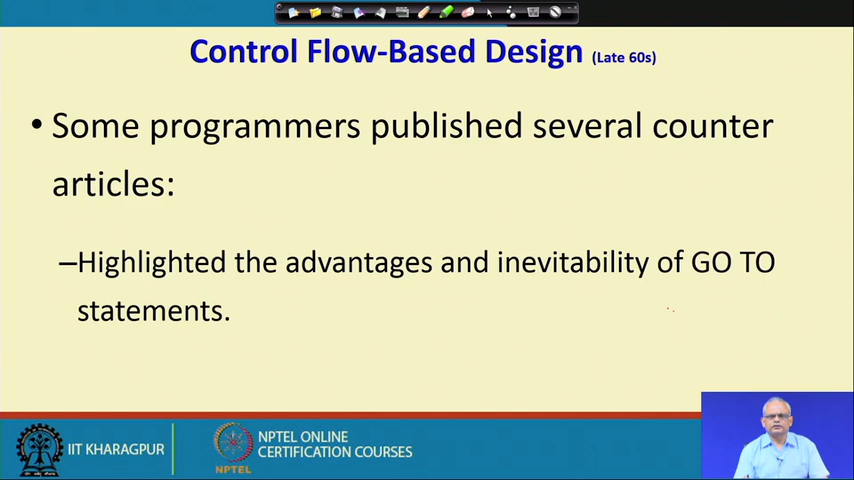 Control Flow-Based Design (Late 60s)
• Some programmers published several counter
articles:
–Highlighted the advantages and inevitability of GO TO
statements.
IIT KHARAGPUR
NPTEL
NPTEL ONLINE
CERTIFICATION COURSES